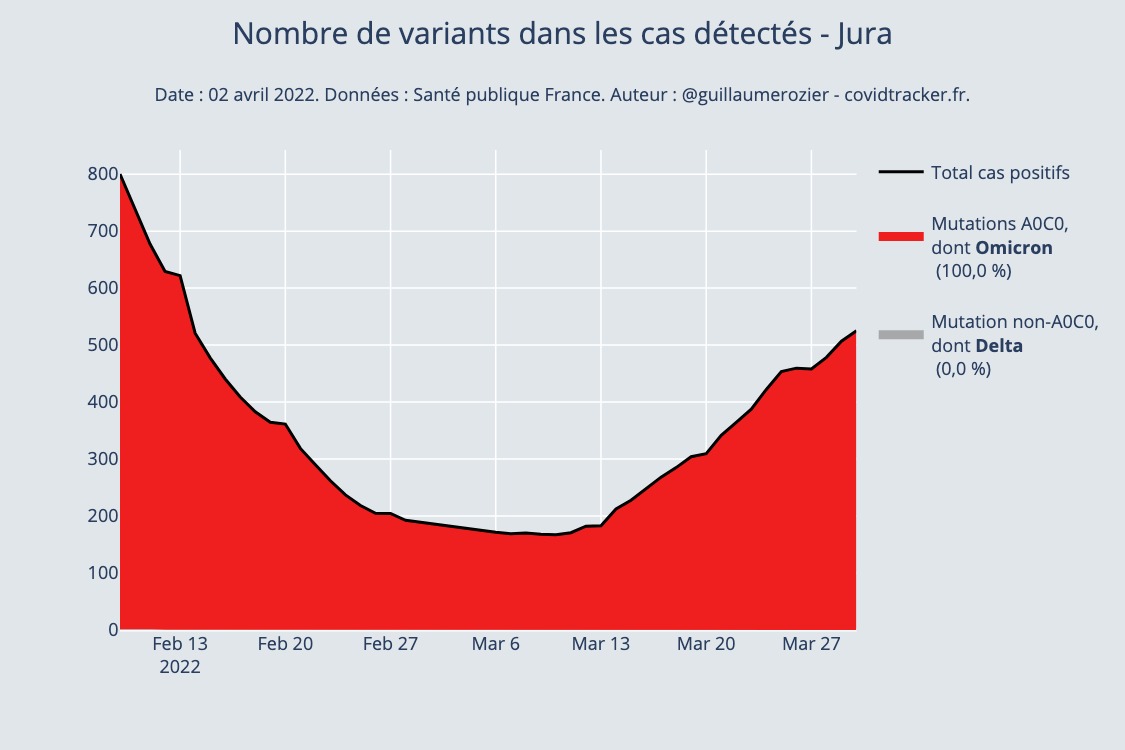 Nombre de variants dans les cas détectés - Jura
Date : 02 avril 2022. Données : Santé publique France. Auteur : @guillaumerozier - covidtracker.fr.
800
700
600
500
400
300
200
100
0
Feb 13
2022
Feb 20
Feb 27
Mar 6
Mar 13
Mar 20
Mar 27
Total cas positifs
Mutations A0C0,
dont Omicron
(100,0 %)
Mutation non-A0C0,
dont Delta
(0,0 %)